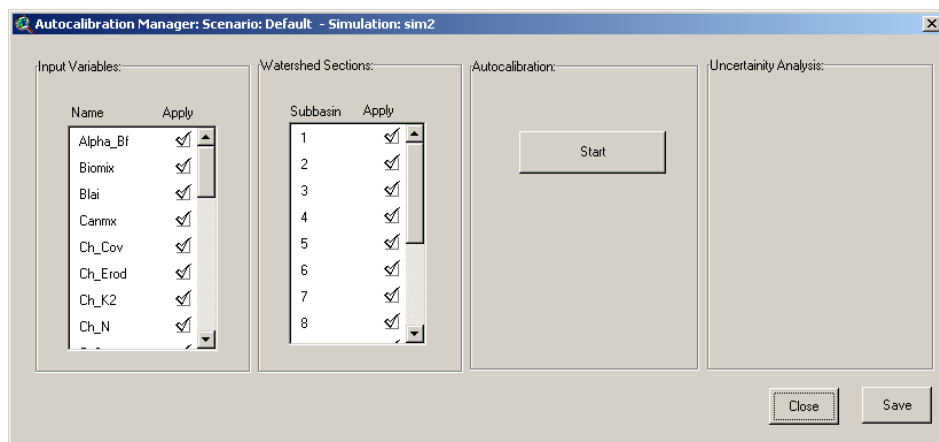 Autocalibration Manager: Scenario: Default - Simulation: sim2
Input Variables:
Name Apply
Alpha_Bf
Biomix
Blai
Canmx
Ch_Cov
Ch_Erod
Ch_K2
Ch_N
Watershed Sections:
Subbasin Apply
1
2
3
4
5
6
7
8
Autocalibration:
Start
Uncertainity Analysis:
Close
Save